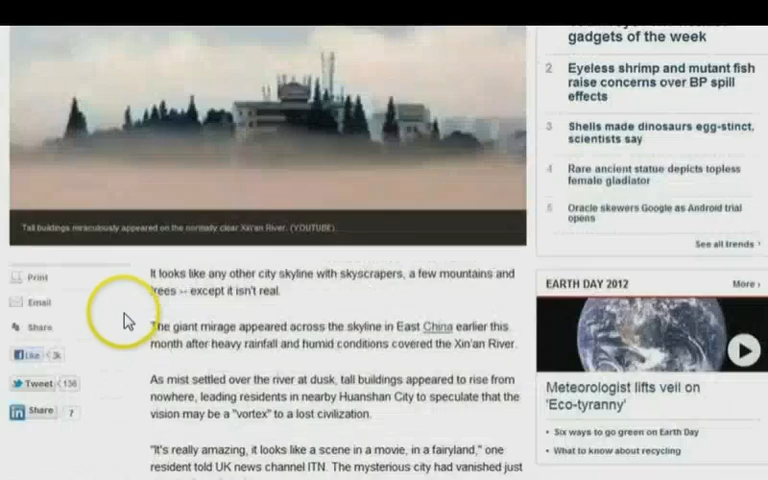 gadgets of the week
2 Eyeless shrimp and mutant fish
raise concerns over BP spill
effects
3 Shells made dinosaurs egg-stinct,
scientists say
4 Rare ancient statue depicts topless
female gladiator
5 Oracle skewers Google as Android trial
opens
See all trends
Tall buildings miraculously appeared on the normally clear Xin'an River. (YOUTUBE)
Print
Email
Share
Like 3k
Tweet 136
Share 7
It looks like any other city skyline with skyscrapers, a few mountains and
trees -- except it isn't real.
The giant mirage appeared across the skyline in East China earlier this
month after heavy rainfall and humid conditions covered the Xin'an River.
As mist settled over the river at dusk, tall buildings appeared to rise from
nowhere, leading residents in nearby Huanshan City to speculate that the
vision may be a "vortex" to a lost civilization.
"It's really amazing, it looks like a scene in a movie, in a fairyland," one
resident told UK news channel ITN. The mysterious city had vanished just
EARTH DAY 2012
More ›
Meteorologist lifts veil on
'Eco-tyranny'
• Six ways to go green on Earth Day
• What to know about recycling